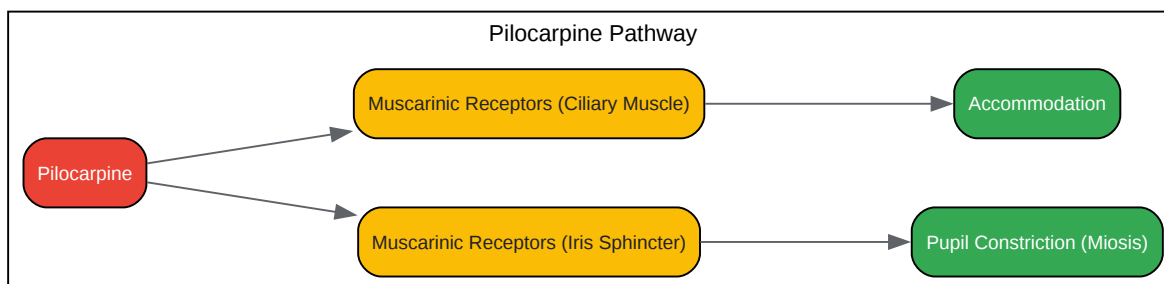 Pilocarpine Pathway
Muscarinic Receptors (Ciliary Muscle)
Accommodation
Pilocarpine
Muscarinic Receptors (Iris Sphincter)
Pupil Constriction (Miosis)